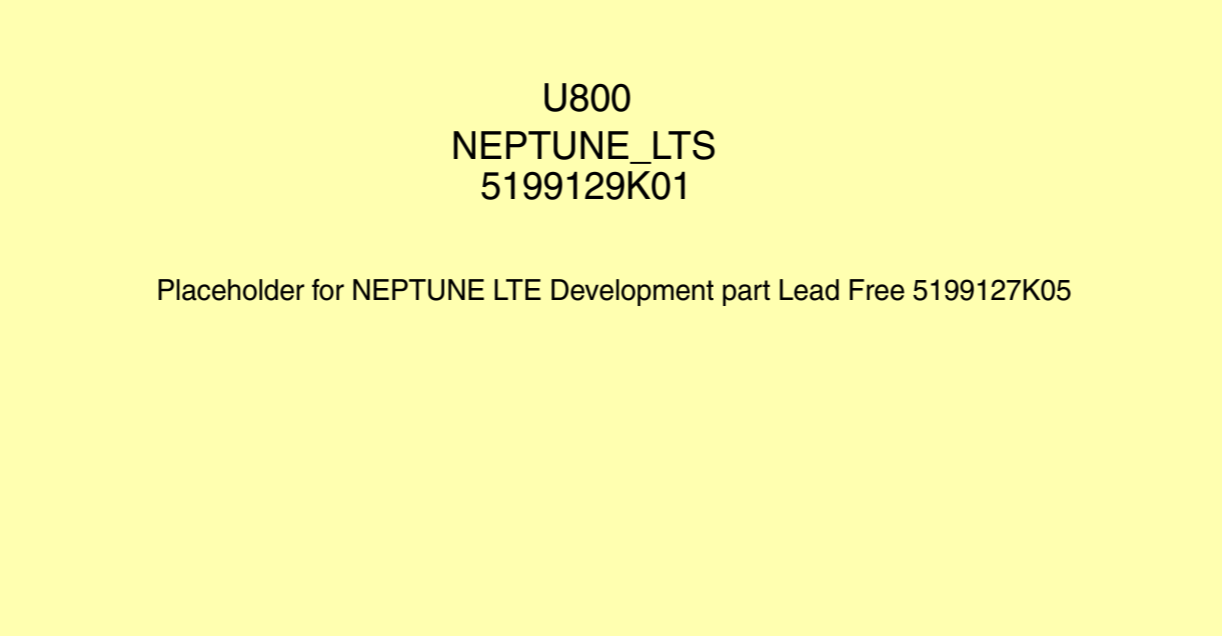 U800
NEPTUNE_LTS
5199129K01
Placeholder for NEPTUNE LTE Development part Lead Free 5199127K05